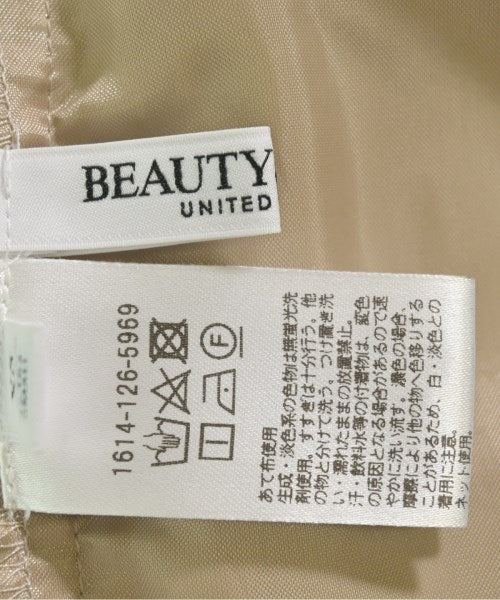 BEAUTY
UNITED
1614-126-5969
あて布使用
生成・淡色系の色物は無蛍光洗
剤使用。すすぎは十分行う。他
の物と分けて洗う。つけ置き洗
い・濡れたままの放置禁止。
汗・飲料水等の付着物は、変色
の原因となる場合があるので速
やかに洗い流す。濃色の場合、
摩擦により他の物へ色移りする
ことがあるため、白・淡色との
着用に注意。
ネット使用。